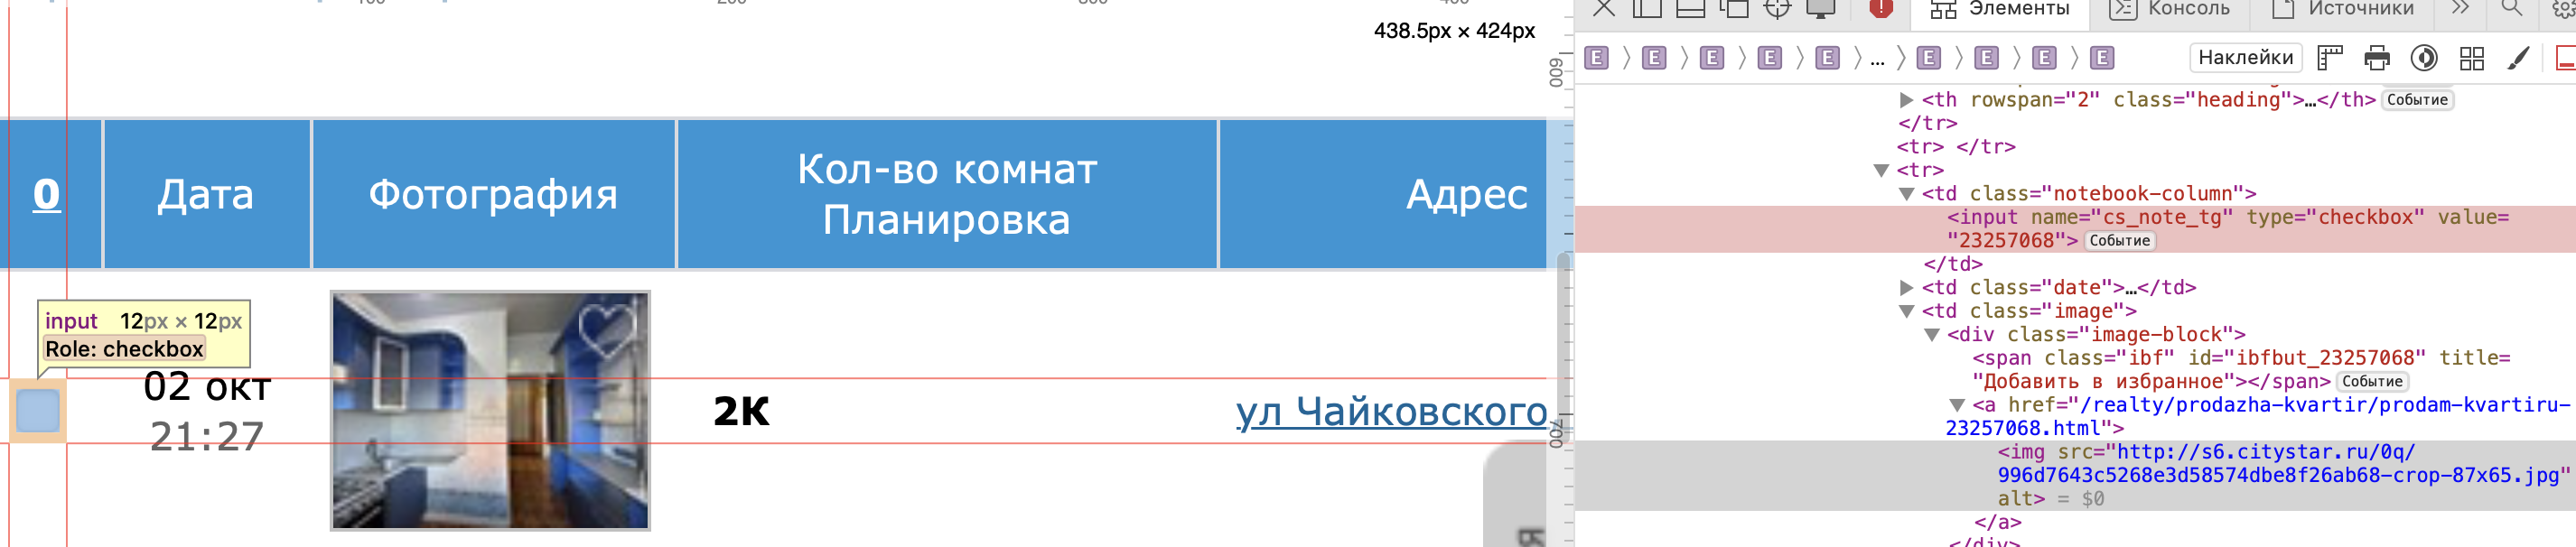 438.5px × 424px
600
0
Дата
Фотография
Кол-во комнат
Планировка
Адрес
input 12px × 12px
Role: checkbox
02 окт
21:27
2К
ул Чайковского,
700
Элементы
Консоль
Источники
E E E E E ... E E E E
Наклейки
<th rowspan="2" class="heading">…</th> Событие
</tr>
<tr> </tr>
<tr>
<td class="notebook-column">
<input name="cs_note_tg" type="checkbox" value=
"23257068"> Событие
</td>
<td class="date">…</td>
<td class="image">
<div class="image-block">
<span class="ibf" id="ibfbut_23257068" title=
"Добавить в избранное"></span> Событие
<a href="/realty/prodazha-kvartir/prodam-kvartiru-
23257068.html">
<img src="http://s6.citystar.ru/0q/
996d7643c5268e3d58574dbe8f26ab68-crop-87x65.jpg"
alt> = $0
</a>
</div>